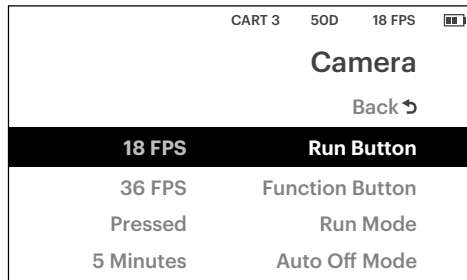 CART 3 50D 18 FPS
Camera
Back
18 FPS Run Button
36 FPS Function Button
Pressed Run Mode
5 Minutes Auto Off Mode